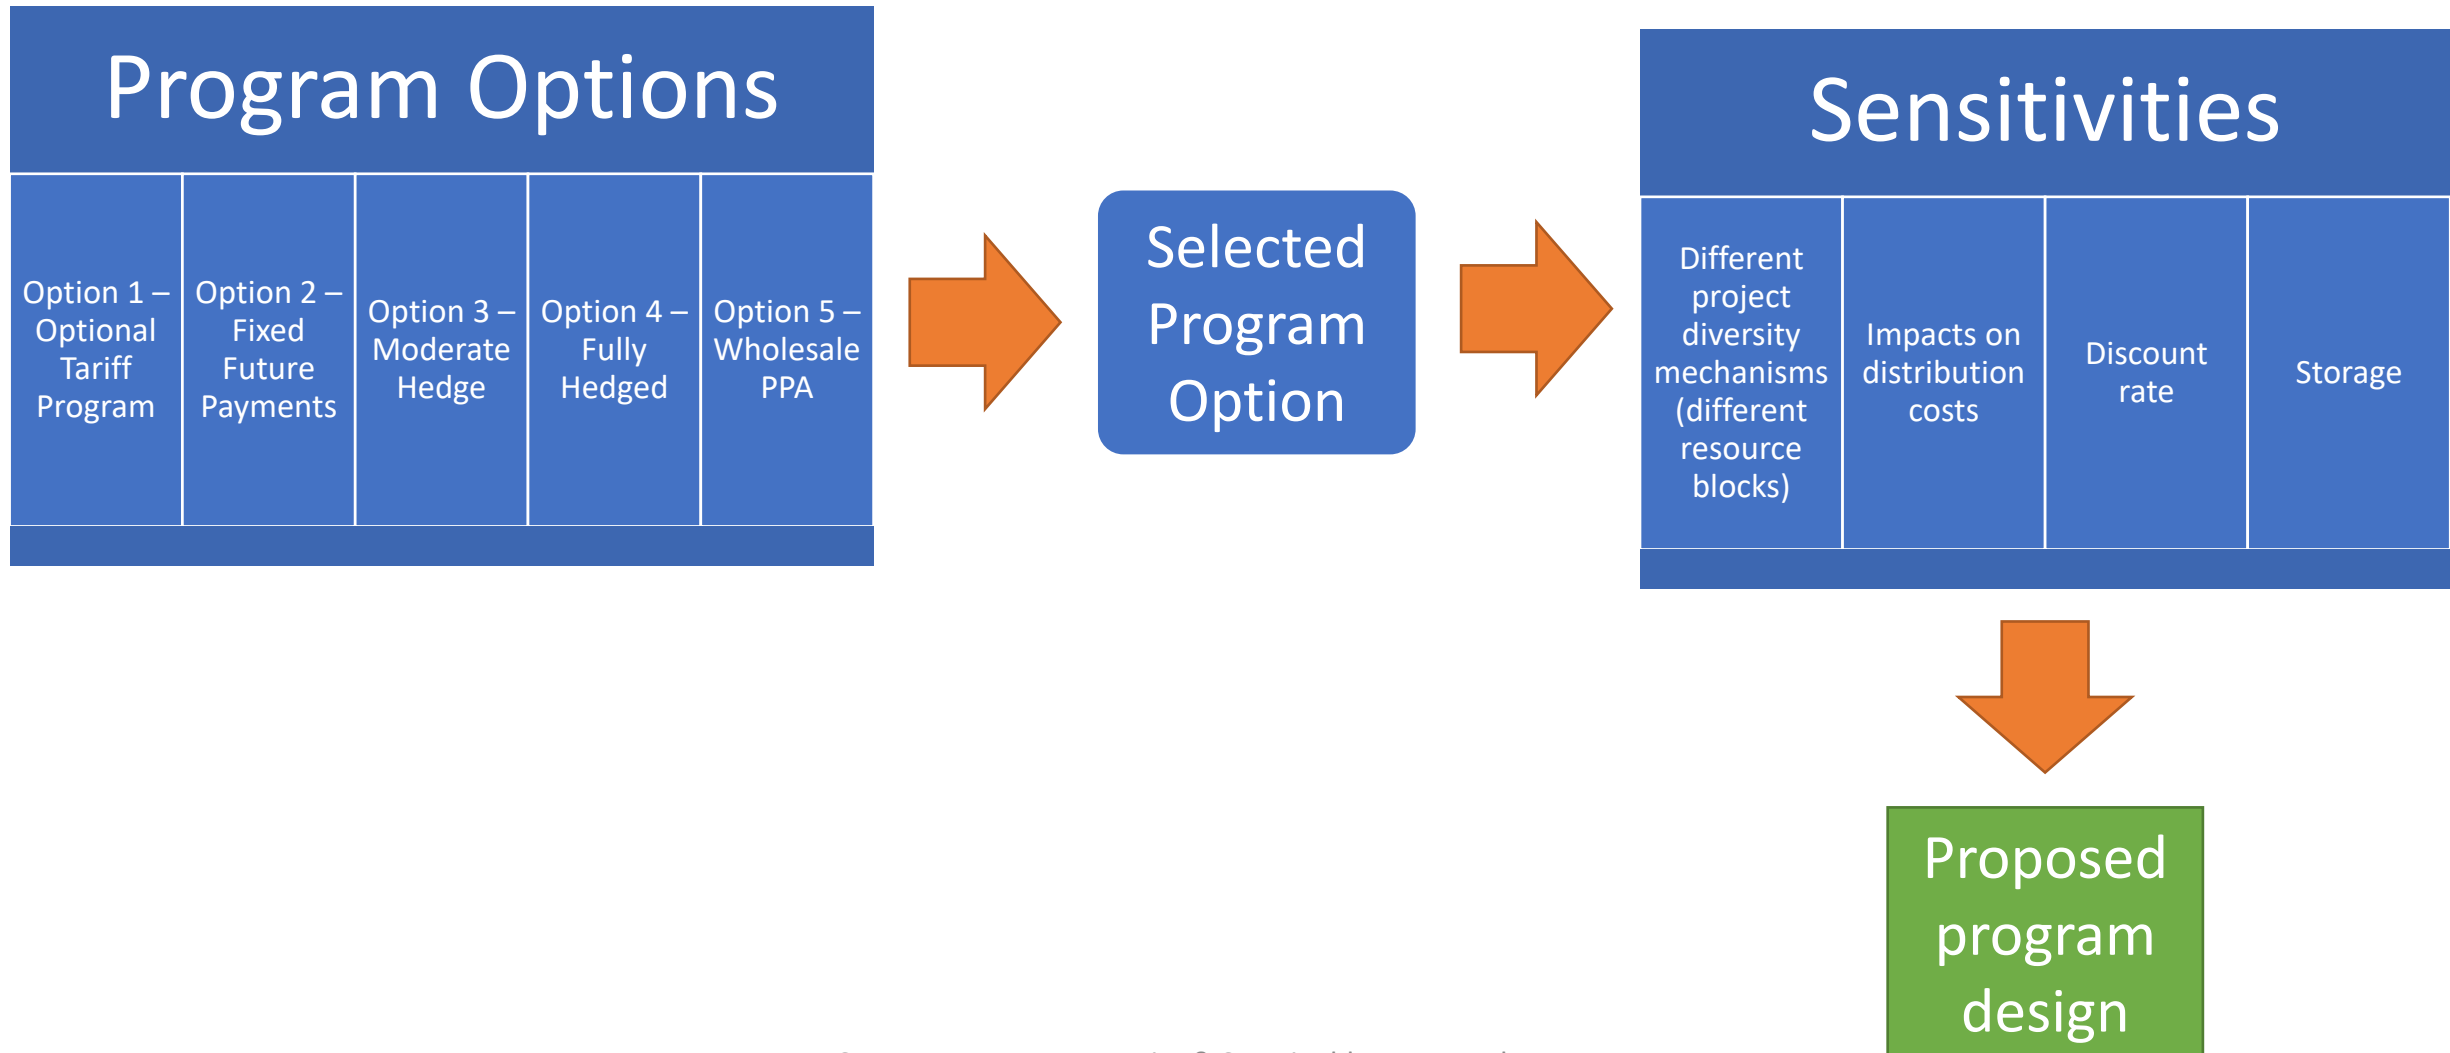 Program Options
Option 1 –
Optional
Tariff
Program
Option 2 –
Fixed
Future
Payments
Option 3 –
Moderate
Hedge
Option 4 –
Fully
Hedged
Option 5 –
Wholesale
PPA
Selected
Program
Option
Sensitivities
Different
project
diversity
mechanisms
(different
resource
blocks)
Impacts on
distribution
costs
Discount
rate
Storage
Proposed
program
design